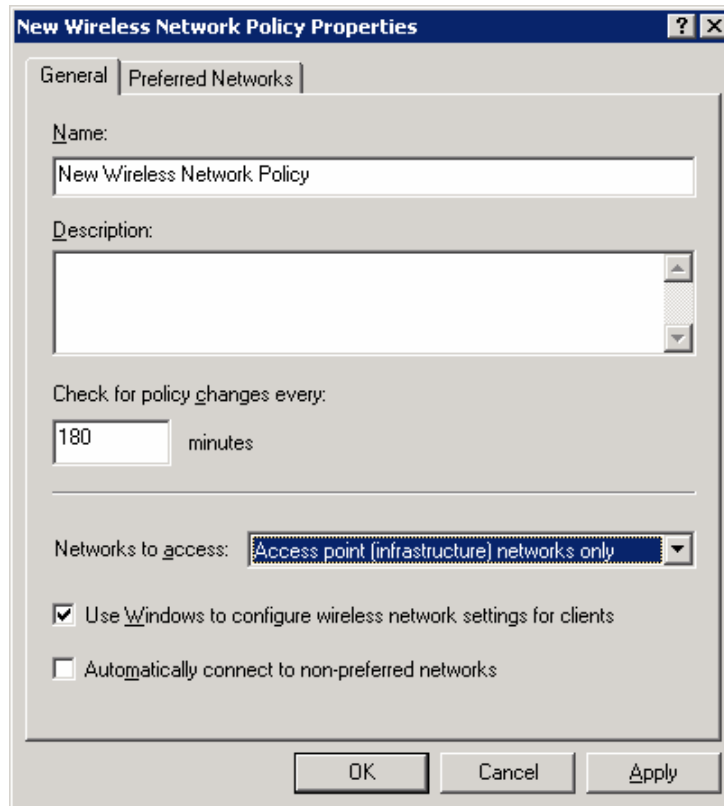 New Wireless Network Policy Properties
General
Preferred Networks
Name:
New Wireless Network Policy
Description:
Check for policy changes every:
180 minutes
Networks to access: Access point (infrastructure) networks only
Use Windows to configure wireless network settings for clients
Automatically connect to non-preferred networks
OK
Cancel
Apply